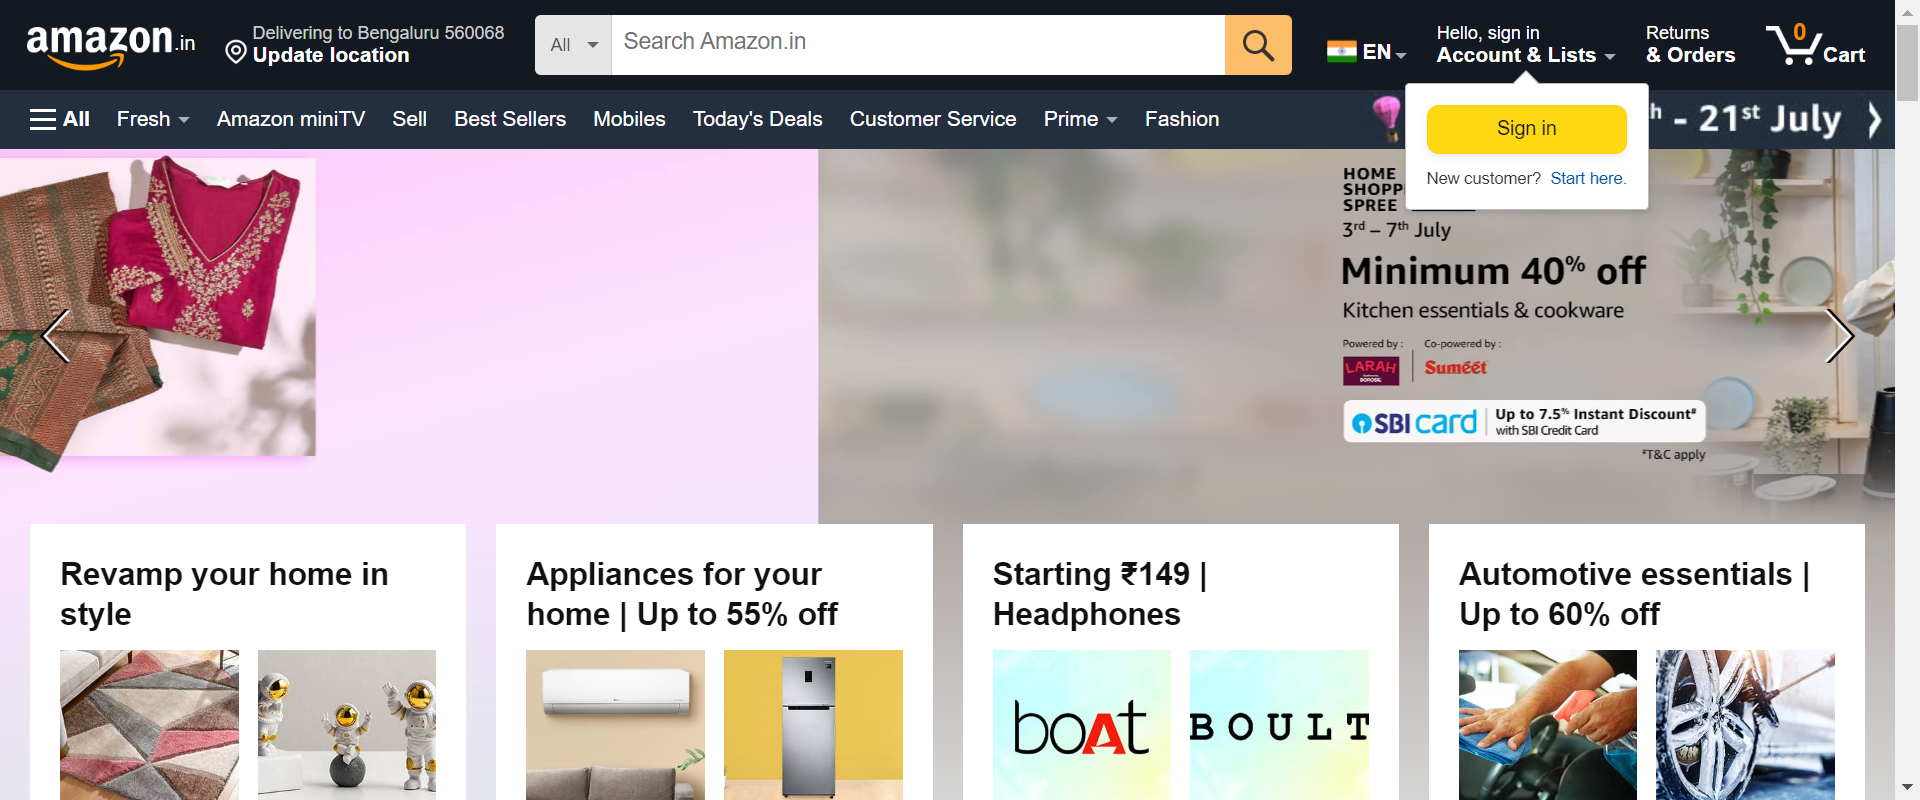 amazon.in
Delivering to Bengaluru 560068
Update location
All
Search Amazon.in
EN
Hello, sign in
Account & Lists
Returns
& Orders
0
Cart
All
Fresh
Amazon miniTV
Sell
Best Sellers
Mobiles
Today's Deals
Customer Service
Prime
Fashion
- 21st July
Sign in
New customer? Start here.
HOME
SPREE
3rd – 7th July
Minimum 40% off
Kitchen essentials & cookware
Powered by :
Co-powered by :
LARAH
BOROSIL
Sumeet
SBI card
Up to 7.5% Instant Discount#
with SBI Credit Card
#T&C apply
Revamp your home in
style
Appliances for your
home | Up to 55% off
Starting ₹149 |
Headphones
Automotive essentials |
Up to 60% off
boAt
BOULT